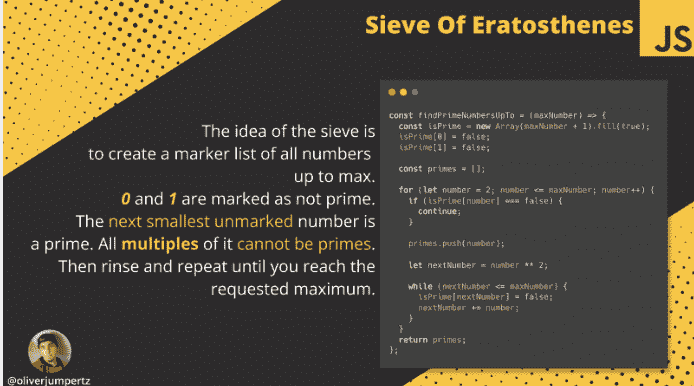 Sieve Of Eratosthenes
JS
The idea of the sieve is
to create a marker list of all numbers
up to max.
0 and 1 are marked as not prime.
The next smallest unmarked number is
a prime. All multiples of it cannot be primes.
Then rinse and repeat until you reach the
requested maximum.
const findPrimeNumbersUpTo = (maxNumber) => {
const isPrime = new Array(maxNumber + 1).fill(true);
isPrime[0] = false;
isPrime[1] = false;
const primes = [];
for (let number = 2; number <= maxNumber; number++) {
if (isPrime[number] === false) {
continue;
}
primes.push(number);
let nextNumber = number ** 2;
while (nextNumber <= maxNumber) {
isPrime[nextNumber] = false;
nextNumber += number;
}
}
return primes;
};
@oliverjumpertz